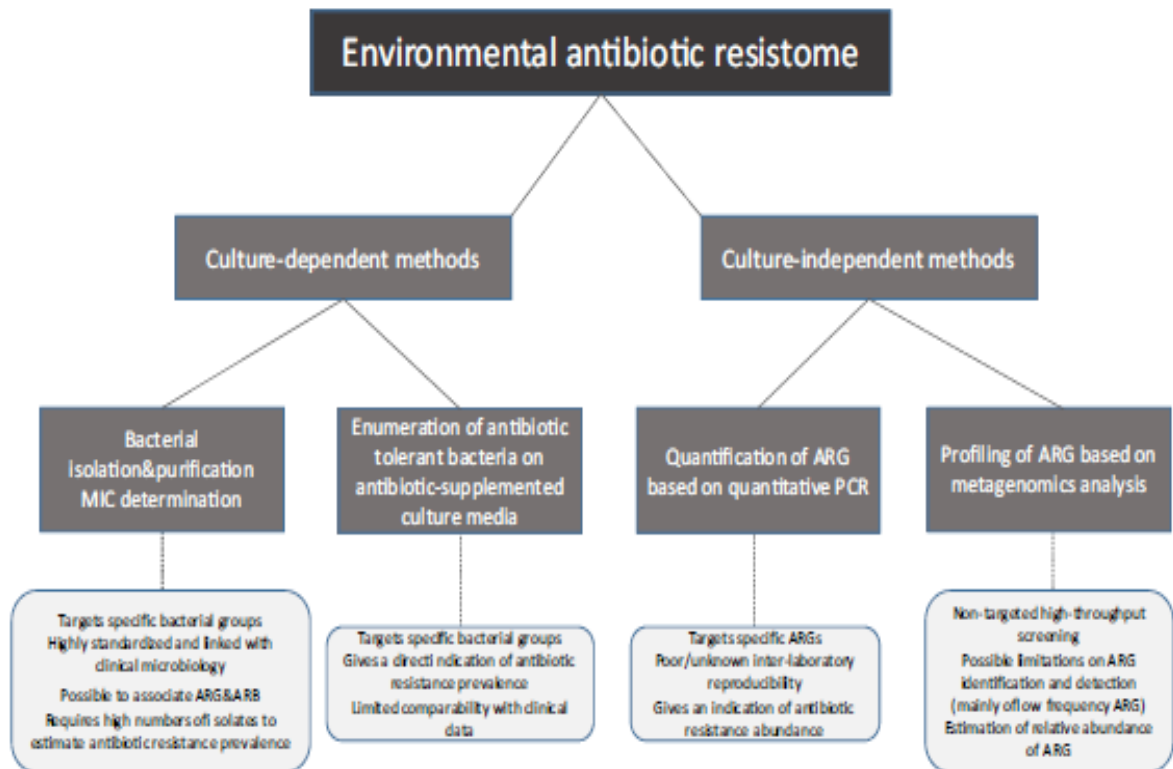 Environmental antibiotic resistome
Culture-dependent methods
Culture-independent methods
Bacterial
isolation&purification
MIC determination
Enumeration of antibiotic
tolerant bacteria on
antibiotic-supplemented
culture media
Quantification of ARG
based on quantitative PCR
Profiling of ARG based on
metagenomics analysis
Targets specific bacterial groups
Highly standardized and linked with
clinical microbiology
Possible to associate ARG&ARB
Requires high numbers of isolates to
estimate antibiotic resistance prevalence
Targets specific bacterial groups
Gives a direct indication of antibiotic
resistance prevalence
Limited comparability with clinical
data
Targets specific ARGs
Poor/unknown inter-laboratory
reproducibility
Gives an indication of antibiotic
resistance abundance
Non-targeted high-throughput
screening
Possible limitations on ARG
identification and detection
(mainly of low frequency ARG)
Estimation of relative abundance
of ARG